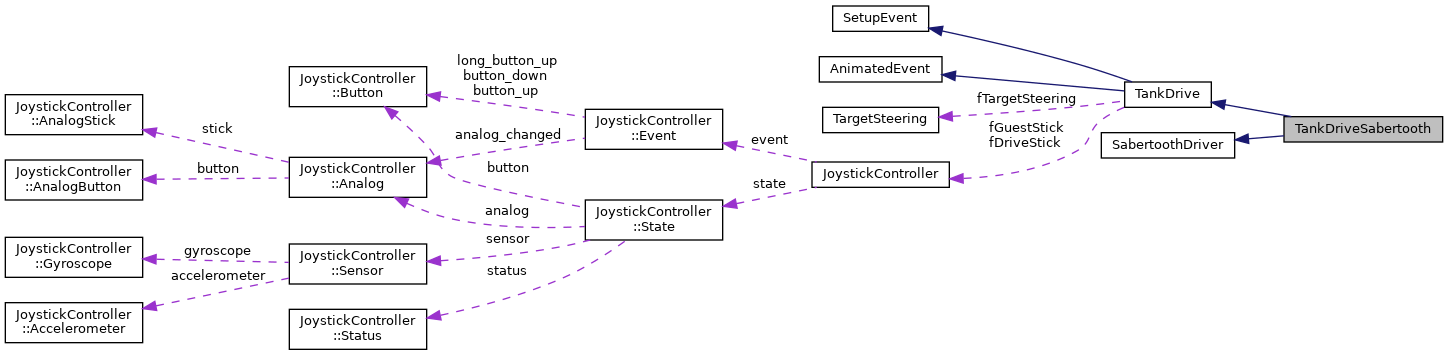 SetupEvent
AnimatedEvent
TargetSteering
TankDrive
SabertoothDriver
TankDriveSabertooth
fTargetSteering
fGuestStick
fDriveStick
JoystickController
event
state
JoystickController
::Event
JoystickController
::State
long_button_up
button_down
button_up
analog_changed
button
analog
sensor
status
JoystickController
::Button
JoystickController
::Analog
JoystickController
::Sensor
JoystickController
::Status
stick
button
gyroscope
accelerometer
JoystickController
::AnalogStick
JoystickController
::AnalogButton
JoystickController
::Gyroscope
JoystickController
::Accelerometer